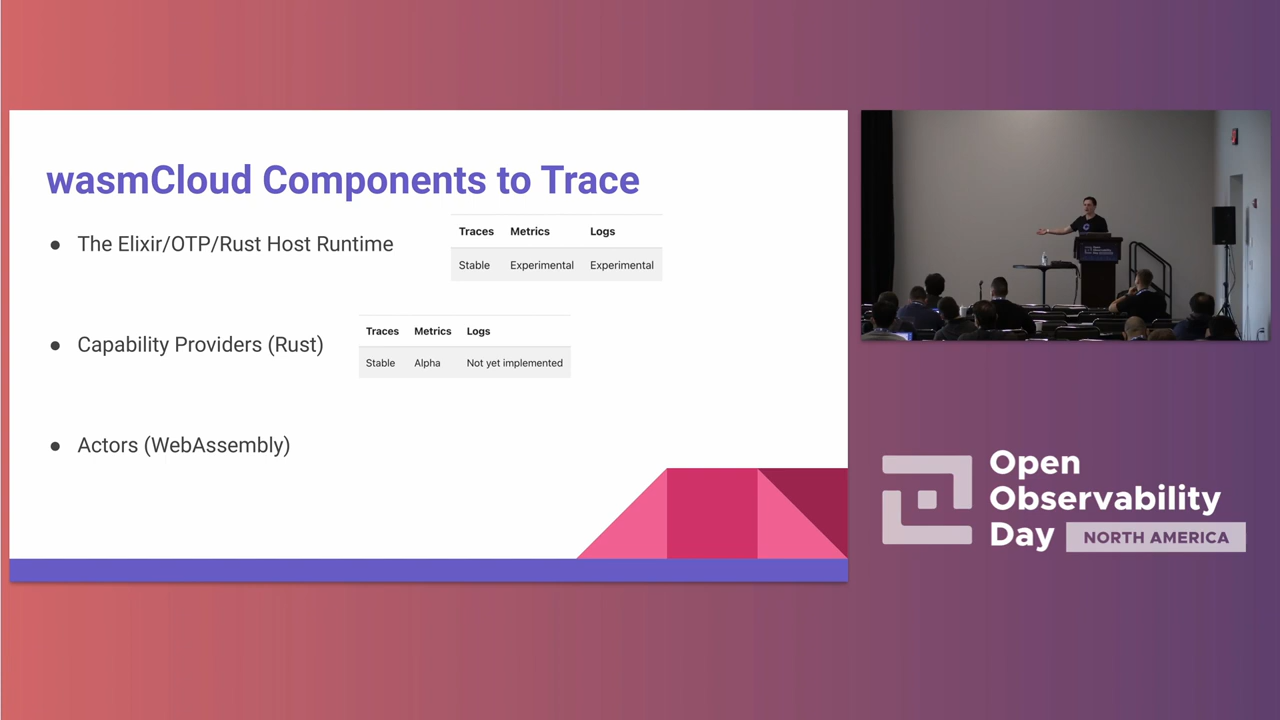 wasmCloud Components to Trace
● The Elixir/OTP/Rust Host Runtime
Traces Metrics Logs
Stable Experimental Experimental
● Capability Providers (Rust)
Traces Metrics Logs
Stable Alpha Not yet implemented
● Actors (WebAssembly)
Open
Observability
Day NORTH AMERICA